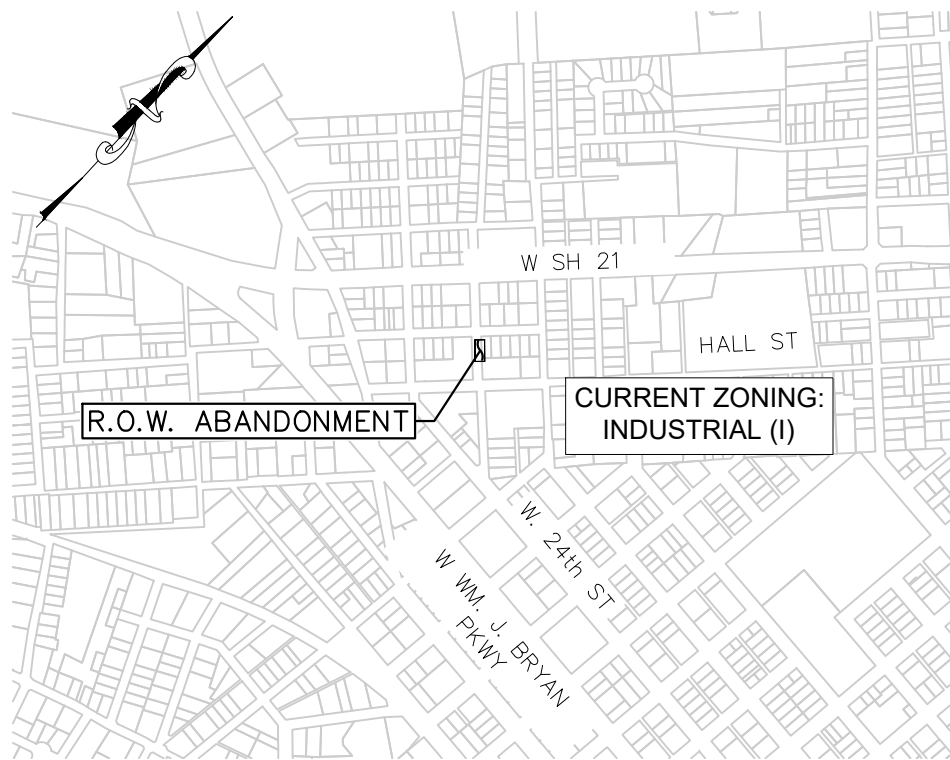 W SH 21
HALL ST
R.O.W. ABANDONMENT
CURRENT ZONING:
INDUSTRIAL (I)
W. 24th ST
W WM. J. BRYAN
PKWY